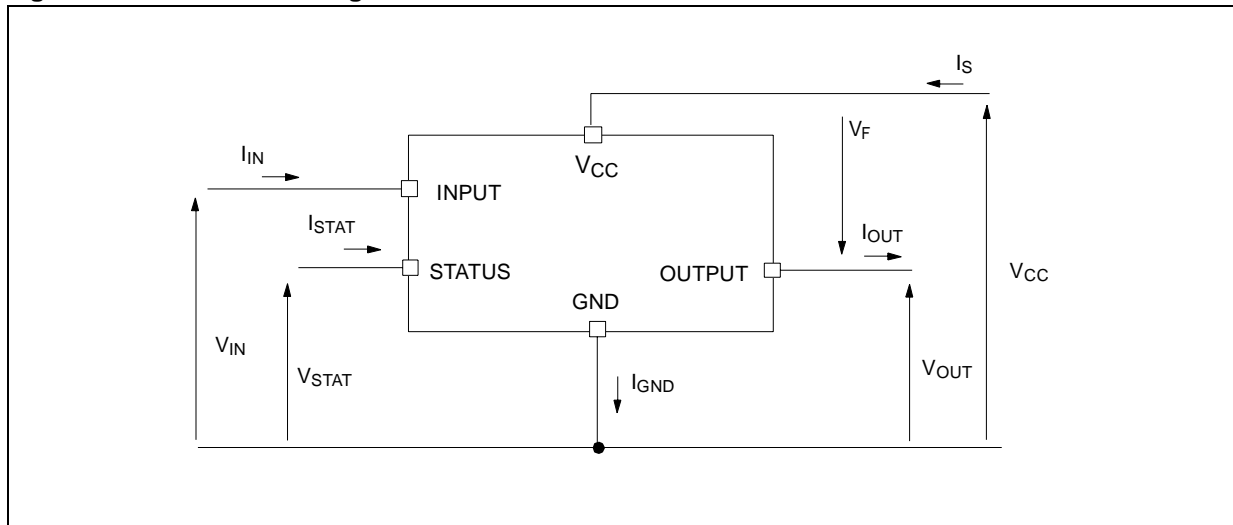 I_S
V_F
V_CC
I_IN
INPUT
I_STAT
I_OUT
STATUS
OUTPUT
V_CC
GND
V_IN
V_STAT
I_GND
V_OUT